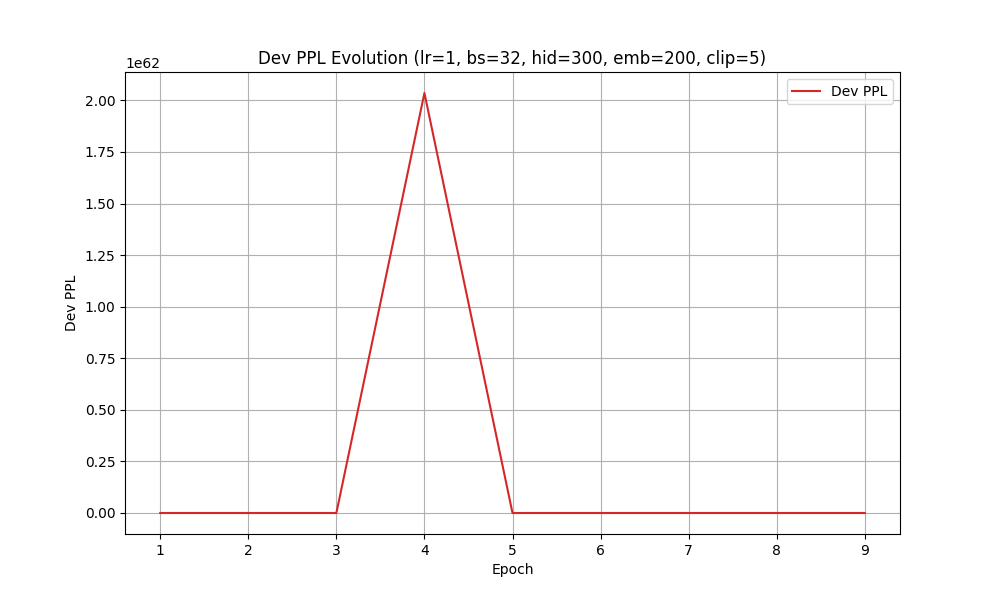 Dev PPL Evolution (lr=1, bs=32, hid=300, emb=200, clip=5)
1e62
Dev PPL
2.00
1.75
1.50
1.25
1.00
0.75
0.50
0.25
0.00
Dev PPL
1 2 3 4 5 6 7 8 9
Epoch